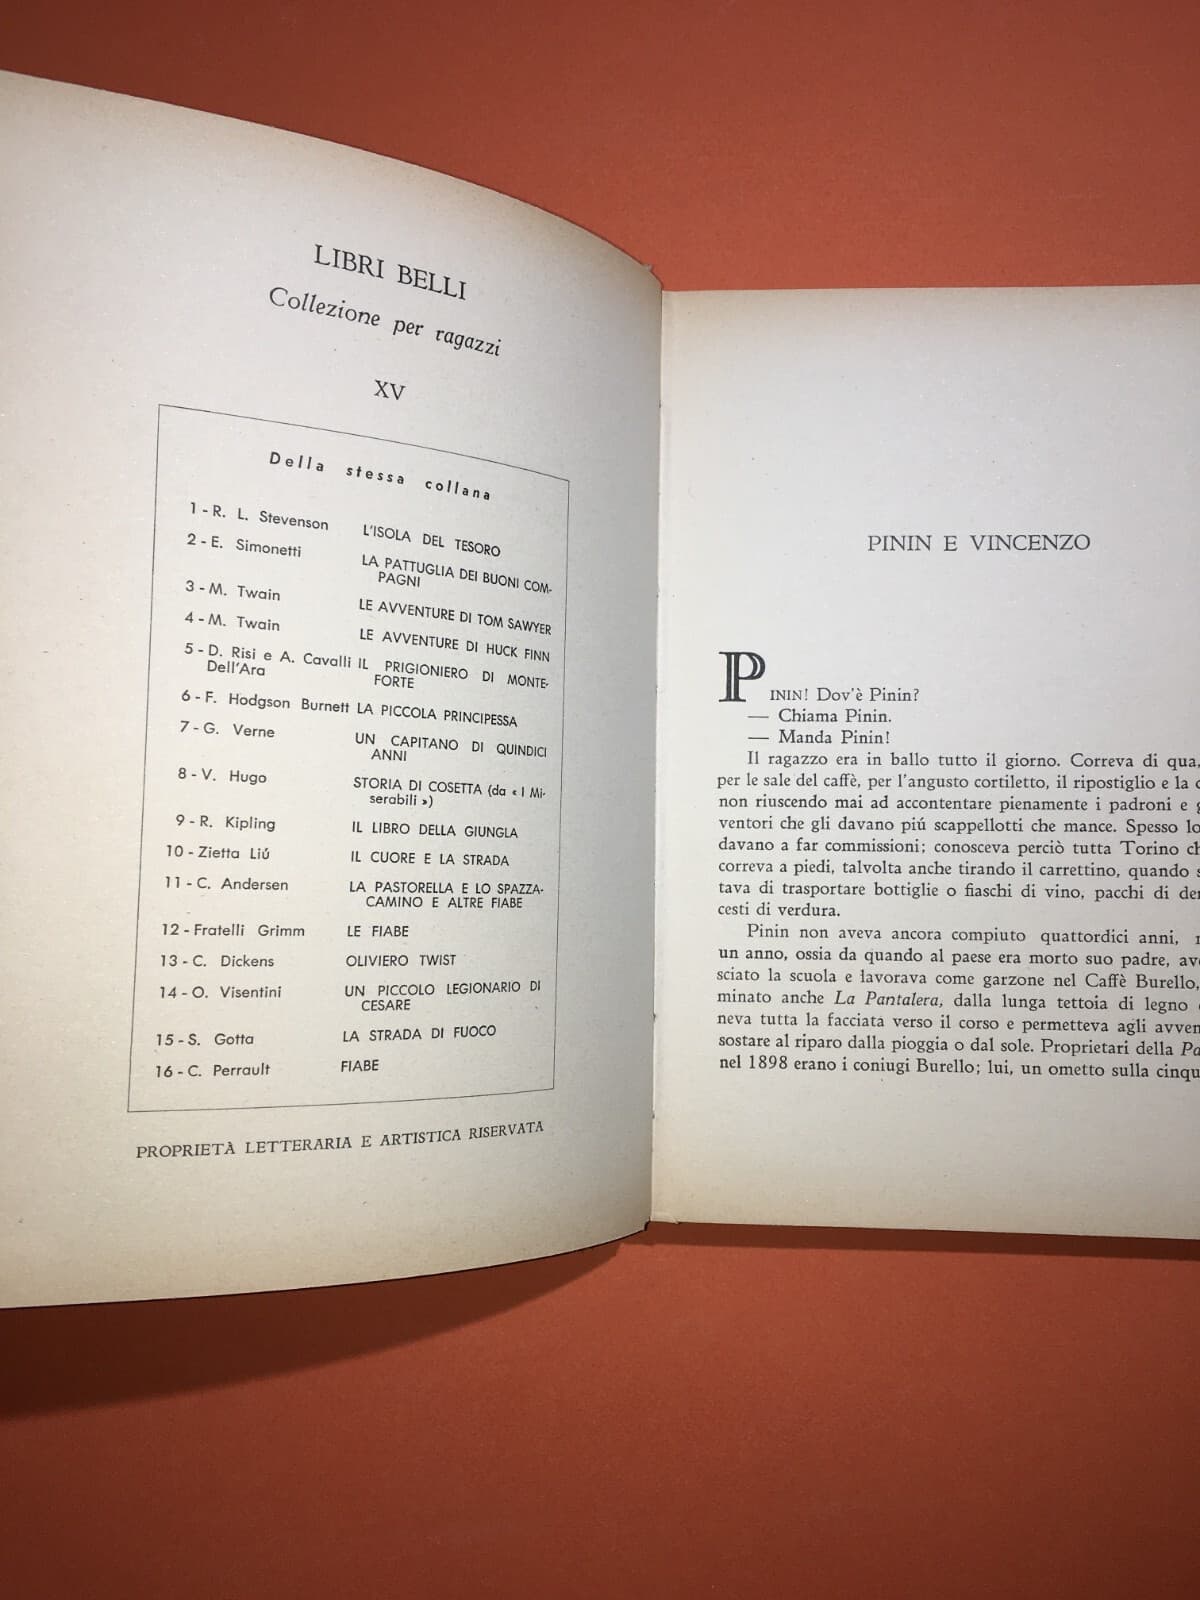 LIBRI BELLI
Collezione per ragazzi
XV
Della stessa collana
1 - R. L. Stevenson L'ISOLA DEL TESORO
2 - E. Simonetti LA PATTUGLIA DEI BUONI COM-
PAGNI
3 - M. Twain LE AVVENTURE DI TOM SAWYER
4 - M. Twain LE AVVENTURE DI HUCK FINN
5 - D. Risi e A. Cavalli IL PRIGIONIERO DI MONTE-
Dell'Ara FORTE
6 - F. Hodgson Burnett LA PICCOLA PRINCIPESSA
7 - G. Verne UN CAPITANO DI QUINDICI
ANNI
8 - V. Hugo STORIA DI COSETTA (da « I Mi-
serabili »)
9 - R. Kipling IL LIBRO DELLA GIUNGLA
10 - Zietta Liú IL CUORE E LA STRADA
11 - C. Andersen LA PASTORELLA E LO SPAZZA-
CAMINO E ALTRE FIABE
12 - Fratelli Grimm LE FIABE
13 - C. Dickens OLIVIERO TWIST
14 - O. Visentini UN PICCOLO LEGIONARIO DI
CESARE
15 - S. Gotta LA STRADA DI FUOCO
16 - C. Perrault FIABE
PROPRIETÀ LETTERARIA E ARTISTICA RISERVATA
PININ E VINCENZO
PININ! Dov'è Pinin?
— Chiama Pinin.
— Manda Pinin!
Il ragazzo era in ballo tutto il giorno. Correva di qua,
per le sale del caffè, per l'angusto cortiletto, il ripostiglio e la
non riuscendo mai ad accontentare pienamente i padroni e
ventori che gli davano piú scappellotti che mance. Spesso lo
davano a far commissioni; conosceva perciò tutta Torino ch
correva a piedi, talvolta anche tirando il carrettino, quando s
tava di trasportare bottiglie o fiaschi di vino, pacchi di der
cesti di verdura.
Pinin non aveva ancora compiuto quattordici anni,
un anno, ossia da quando al paese era morto suo padre, av
sciato la scuola e lavorava come garzone nel Caffè Burello,
minato anche La Pantalera, dalla lunga tettoia di legno
neva tutta la facciata verso il corso e permetteva agli avven
sostare al riparo dalla pioggia o dal sole. Proprietari della Pa
nel 1898 erano i coniugi Burello; lui, un ometto sulla cinqu